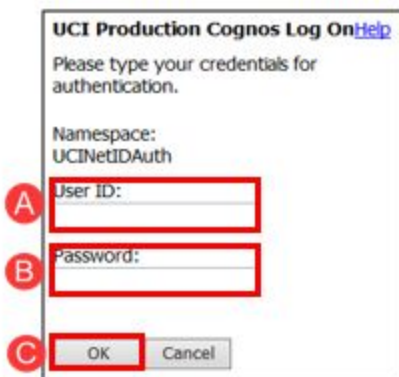 UCI Production Cognos Log On Help
Please type your credentials for
authentication.
Namespace:
UCINetIDAuth
A User ID:
B Password:
C OK Cancel